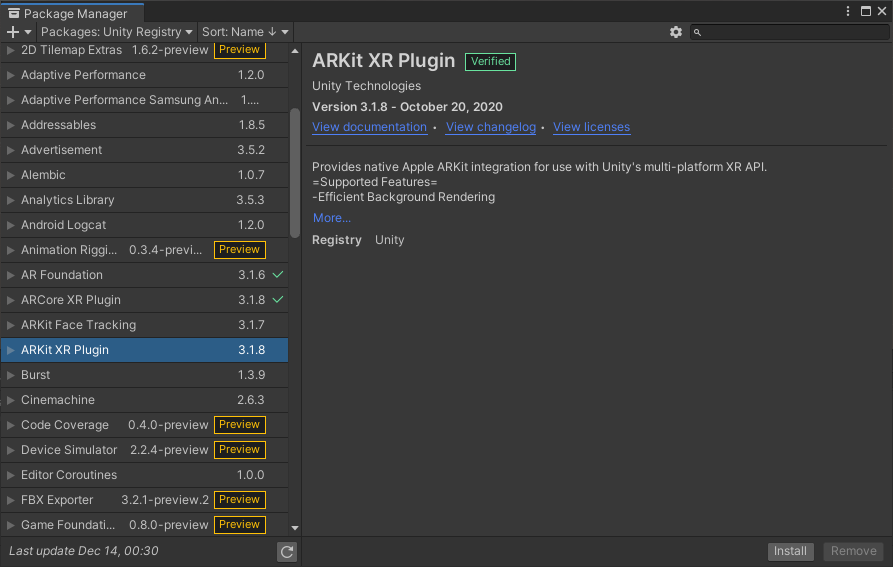 Package Manager
Packages: Unity Registry Sort: Name
2D Tilemap Extras 1.6.2-preview Preview
Adaptive Performance 1.2.0
Adaptive Performance Samsung An... 1....
Addressables 1.8.5
Advertisement 3.5.2
Alembic 1.0.7
Analytics Library 3.5.3
Android Logcat 1.2.0
Animation Riggi... 0.3.4-previ... Preview
AR Foundation 3.1.6
ARCore XR Plugin 3.1.8
ARKit Face Tracking 3.1.7
ARKit XR Plugin 3.1.8
Burst 1.3.9
Cinemachine 2.6.3
Code Coverage 0.4.0-preview Preview
Device Simulator 2.2.4-preview Preview
Editor Coroutines 1.0.0
FBX Exporter 3.2.1-preview.2 Preview
Game Foundati... 0.8.0-preview Preview
Last update Dec 14, 00:30
ARKit XR Plugin Verified
Unity Technologies
Version 3.1.8 - October 20, 2020
View documentation • View changelog • View licenses
Provides native Apple ARKit integration for use with Unity's multi-platform XR API.
=Supported Features=
-Efficient Background Rendering
More...
Registry Unity
Install Remove